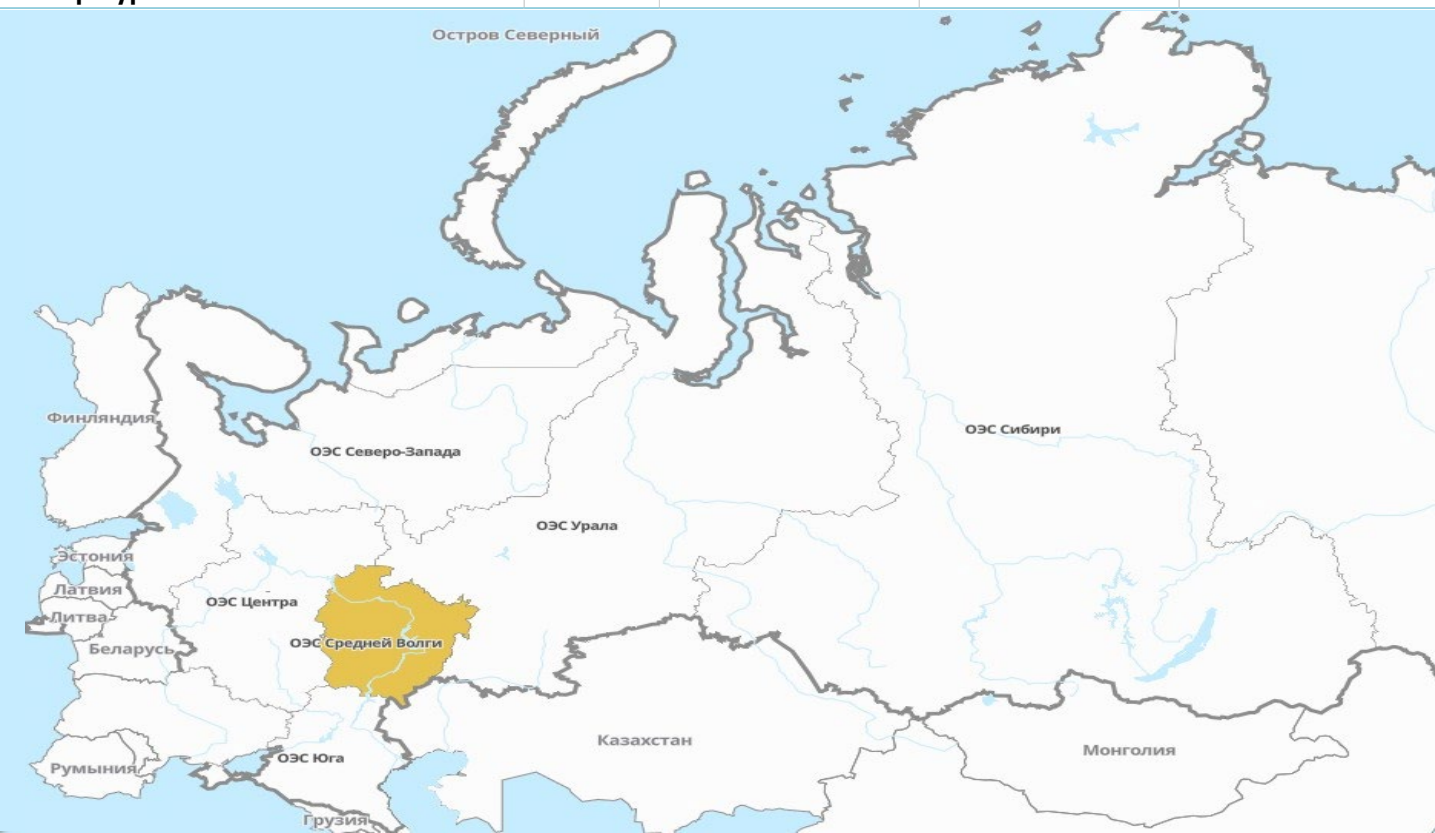 Остров Северный
Финляндия
ОЭС Сибири
ОЭС Северо-Запада
ОЭС Урала
Эстония
Латвия
ОЭС Центра
Литва
ОЭС Средней Волги
Беларусь
Казахстан
Монголия
ОЭС Юга
Румыния
Грузия